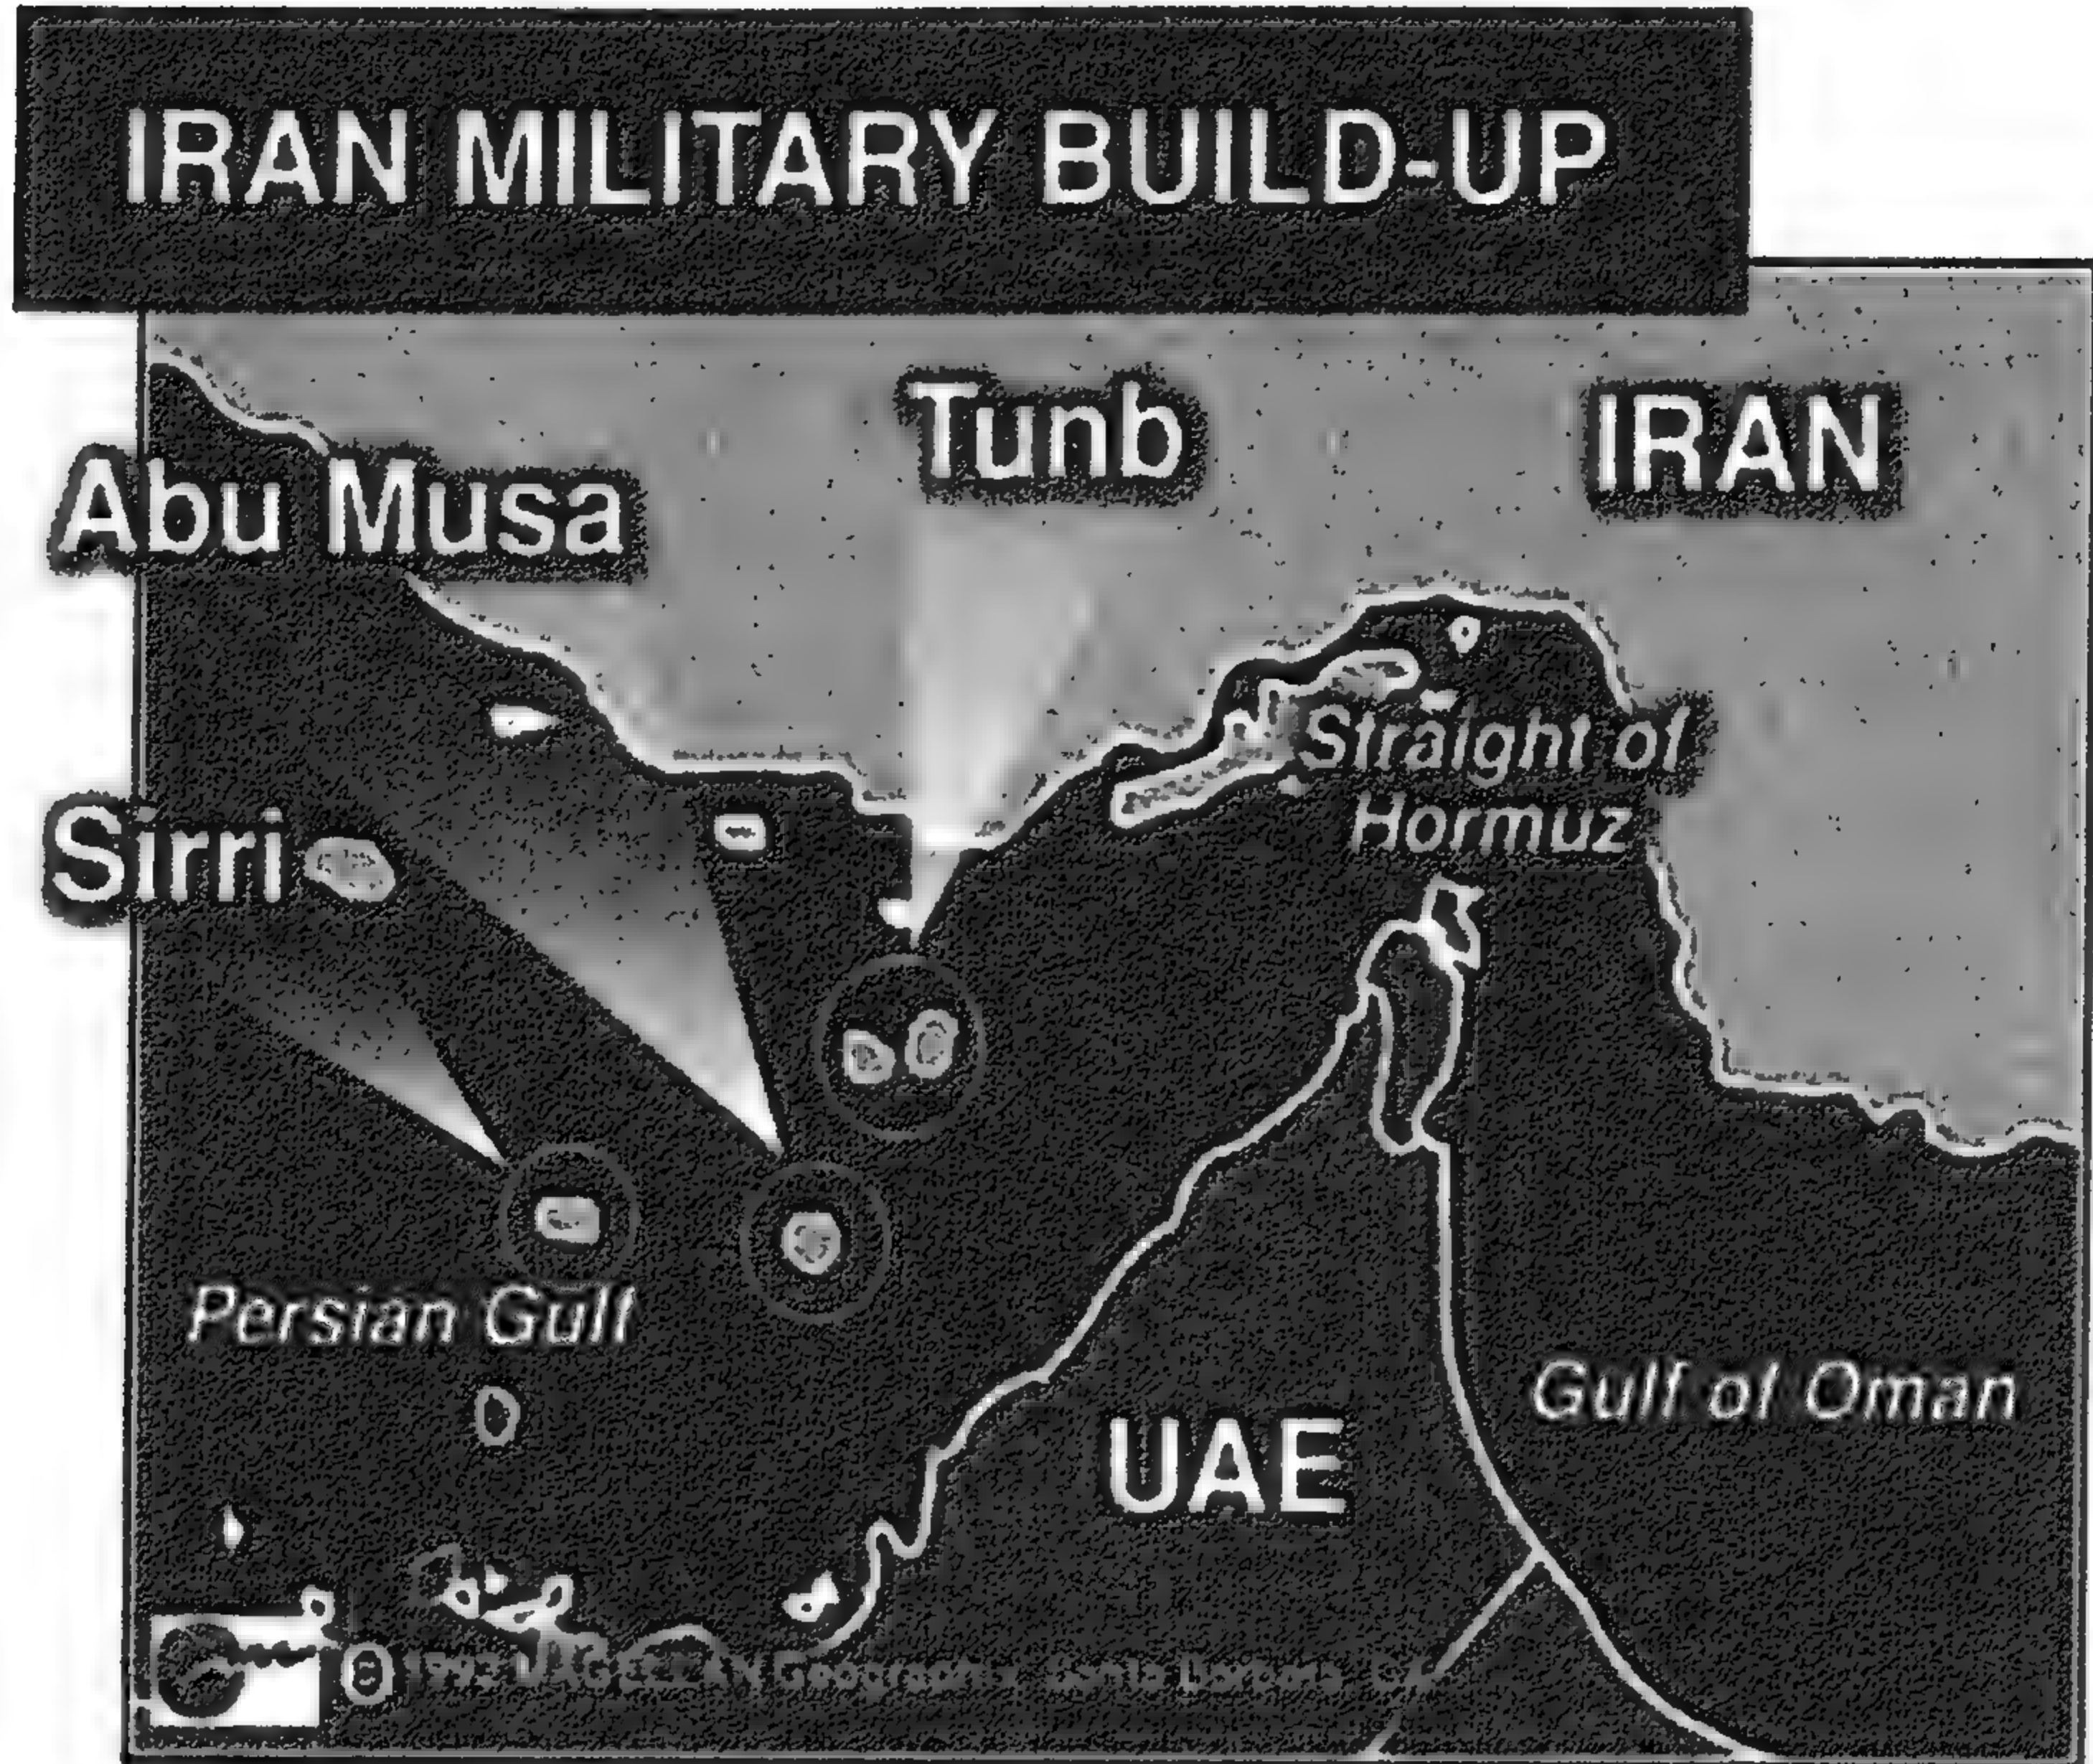 IRAN MILITARY BUILD-UP
Tunb
IRAN
Abu Musa
Straight of
Hormuz
Sirri
Persian Gulf
Gulf of Oman
UAE
©